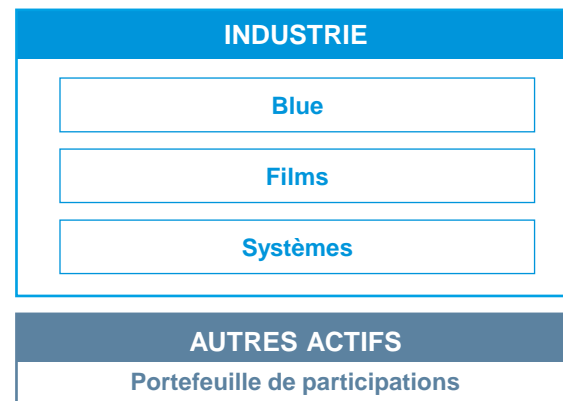 INDUSTRIE
Blue
Films
Systèmes
AUTRES ACTIFS
Portefeuille de participations